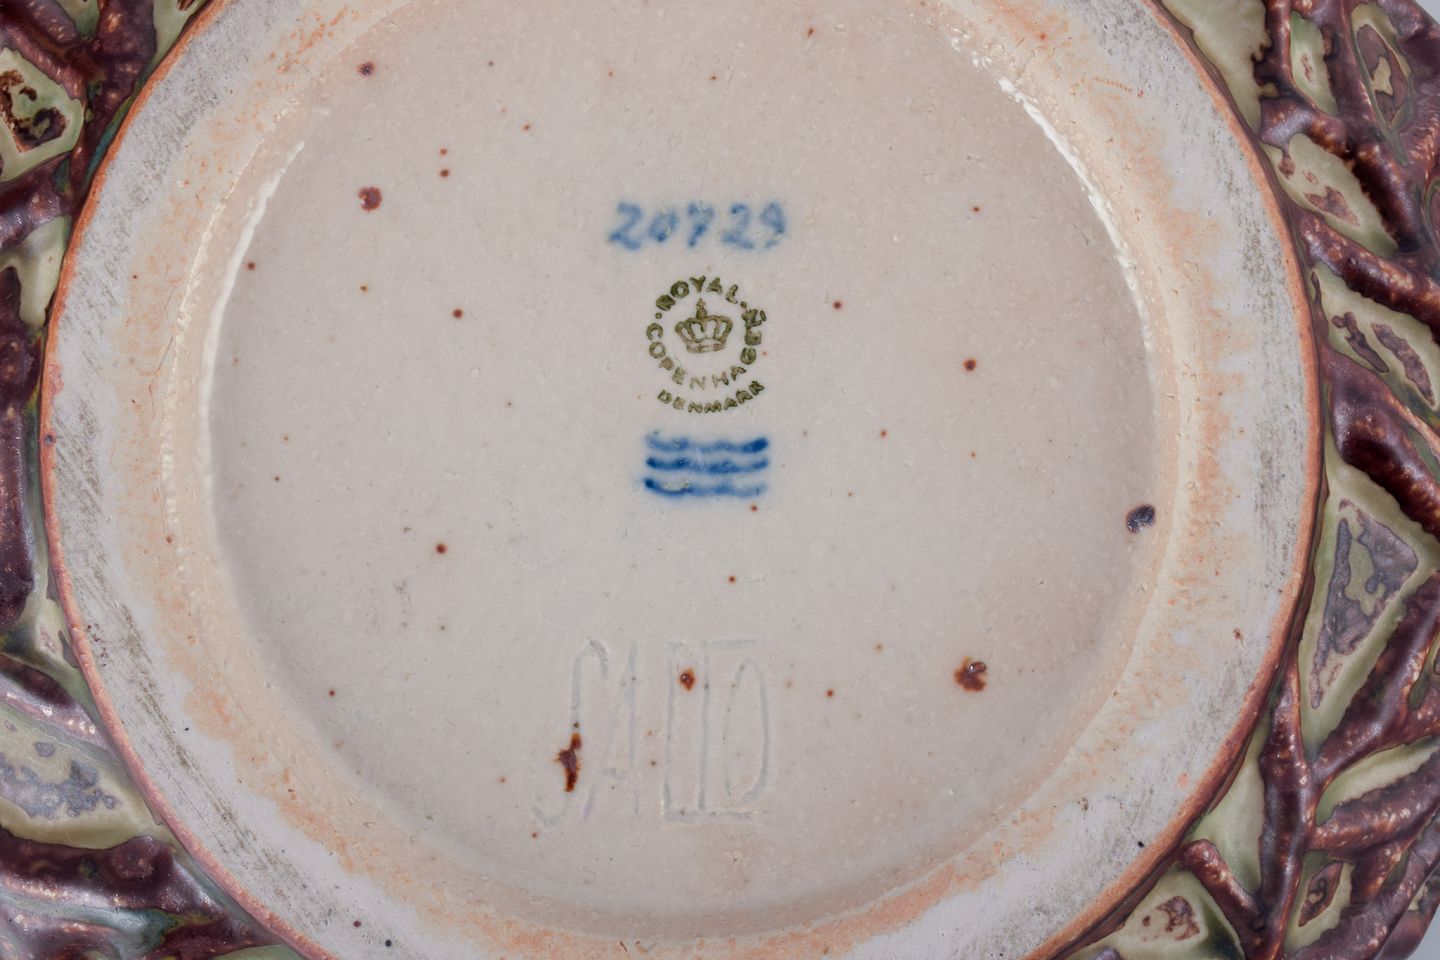 20729
ROYAL COPENHAGEN
DENMARK
SALTO